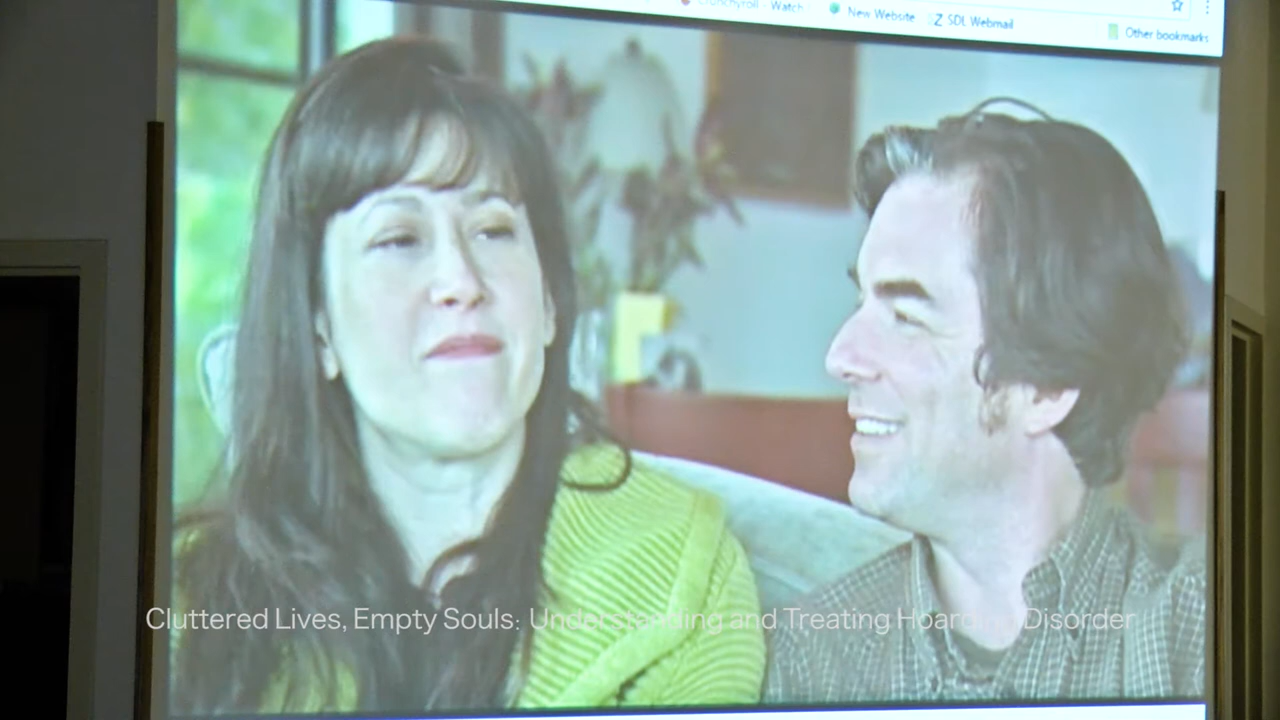 Crunchyroll - Watch
New Website
SDL Webmail
Other bookmarks
Cluttered Lives, Empty Souls: Understanding and Treating Hoarding Disorder